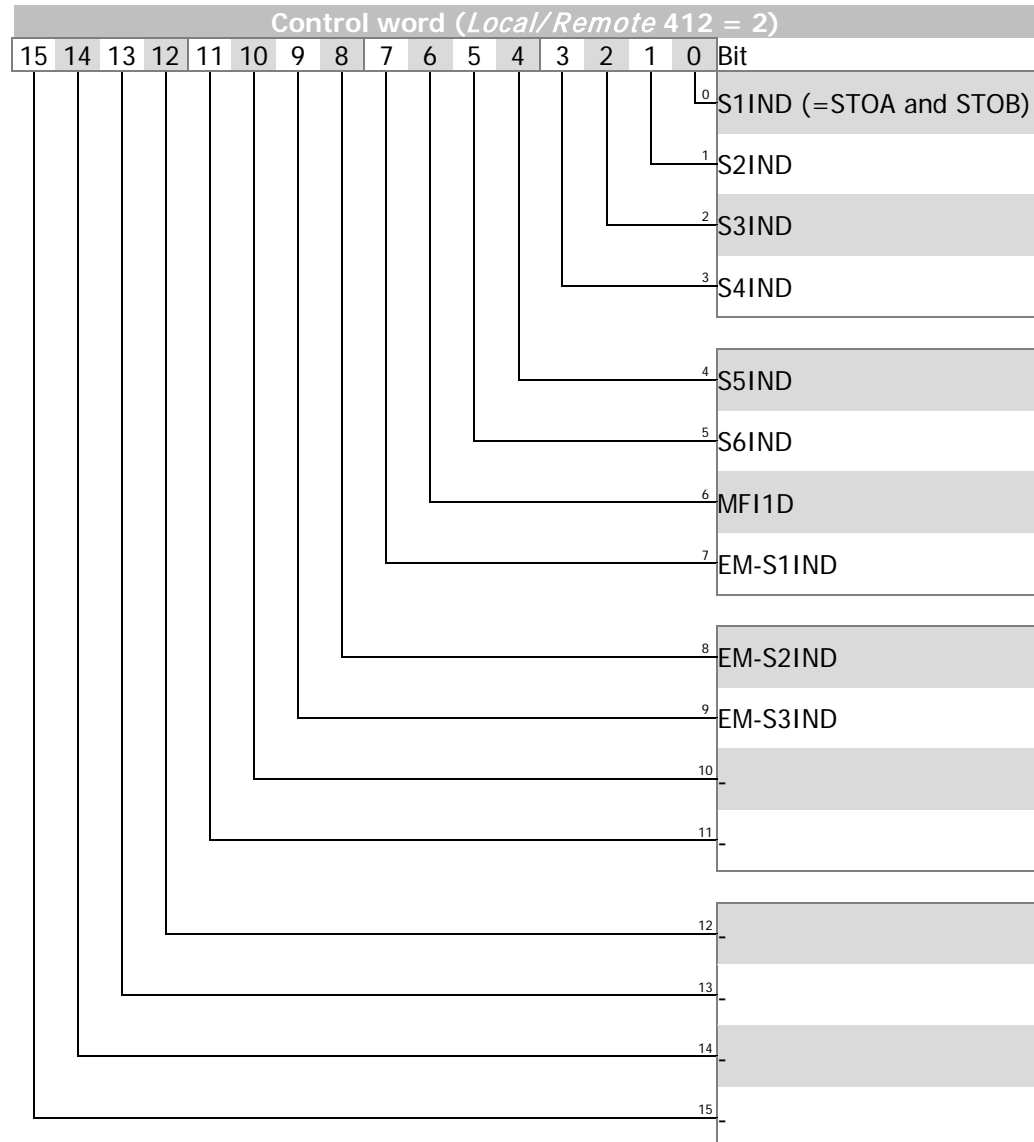 Control word (Local/Remote 412 = 2)
15 14 13 12 11 10 9 8 7 6 5 4 3 2 1 0 Bit
0 S1IND (=STOA and STOB)
1 S2IND
2 S3IND
3 S4IND
4 S5IND
5 S6IND
6 MFI1D
7 EM-S1IND
8 EM-S2IND
9 EM-S3IND
10 -
11 -
12 -
13 -
14 -
15 -